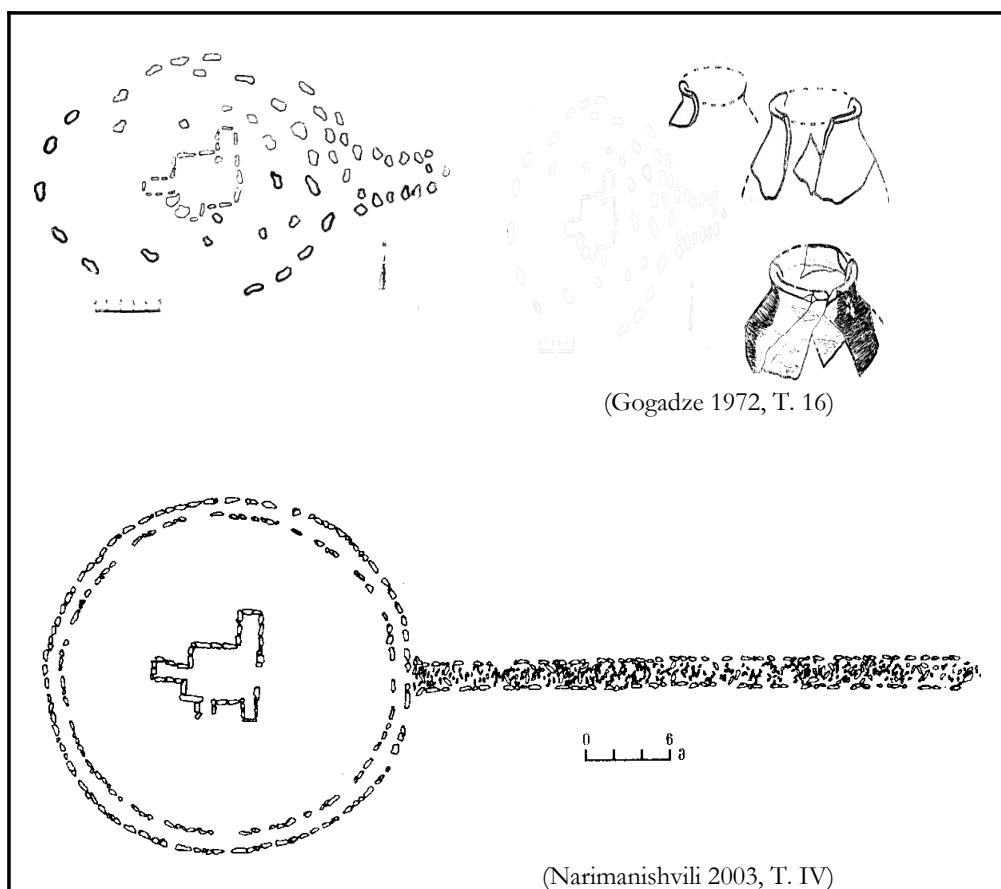 (Gogadze 1972, T. 16)
0 6 მ
(Narimanishvili 2003, T. IV)